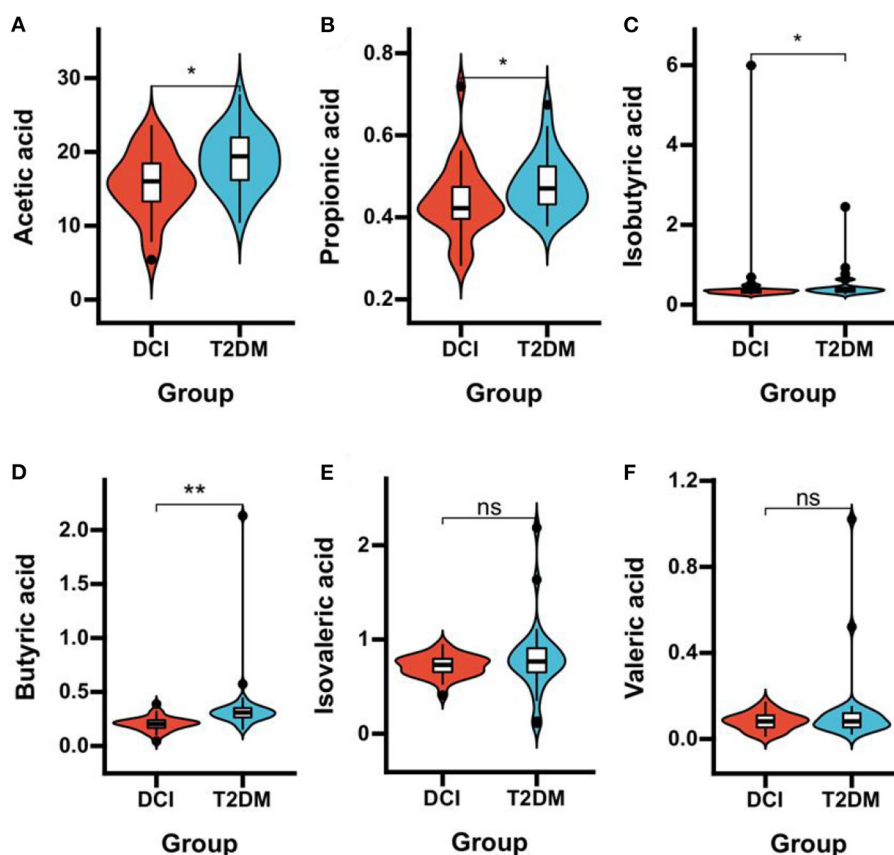 A
Acetic acid
30
20
10
0
*
DCI T2DM
Group
B
Propionic acid
0.8
0.6
0.4
0.2
*
DCI T2DM
Group
C
Isobutyric acid
6
4
2
0
*
DCI T2DM
Group
D
Butyric acid
2.0
1.5
1.0
0.5
0.0
**
DCI T2DM
Group
E
Isovaleric acid
2
1
0
ns
DCI T2DM
Group
F
Valeric acid
1.2
0.8
0.4
0.0
ns
DCI T2DM
Group